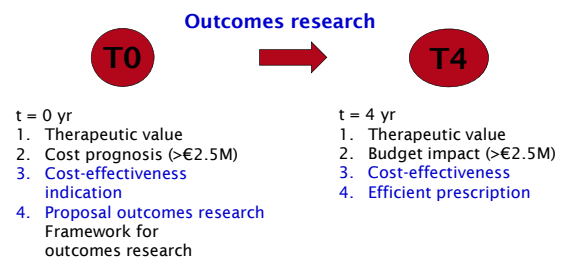 Outcomes research
T0
T4
t = 0 yr
1. Therapeutic value
2. Cost prognosis (>€2.5M)
3. Cost-effectiveness
indication
4. Proposal outcomes research
Framework for
outcomes research
t = 4 yr
1. Therapeutic value
2. Budget impact (>€2.5M)
3. Cost-effectiveness
4. Efficient prescription